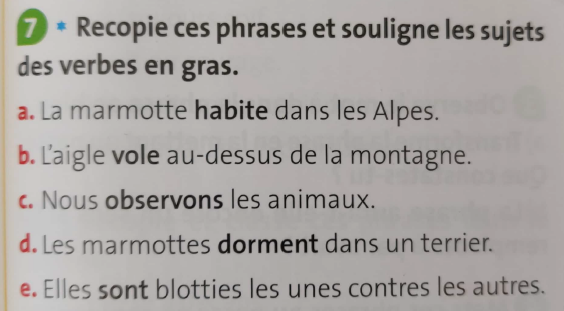 7 * Recopie ces phrases et souligne les sujets
des verbes en gras.
a. La marmotte habite dans les Alpes.
b. L'aigle vole au-dessus de la montagne.
c. Nous observons les animaux.
d. Les marmottes dorment dans un terrier.
e. Elles sont blotties les unes contres les autres.